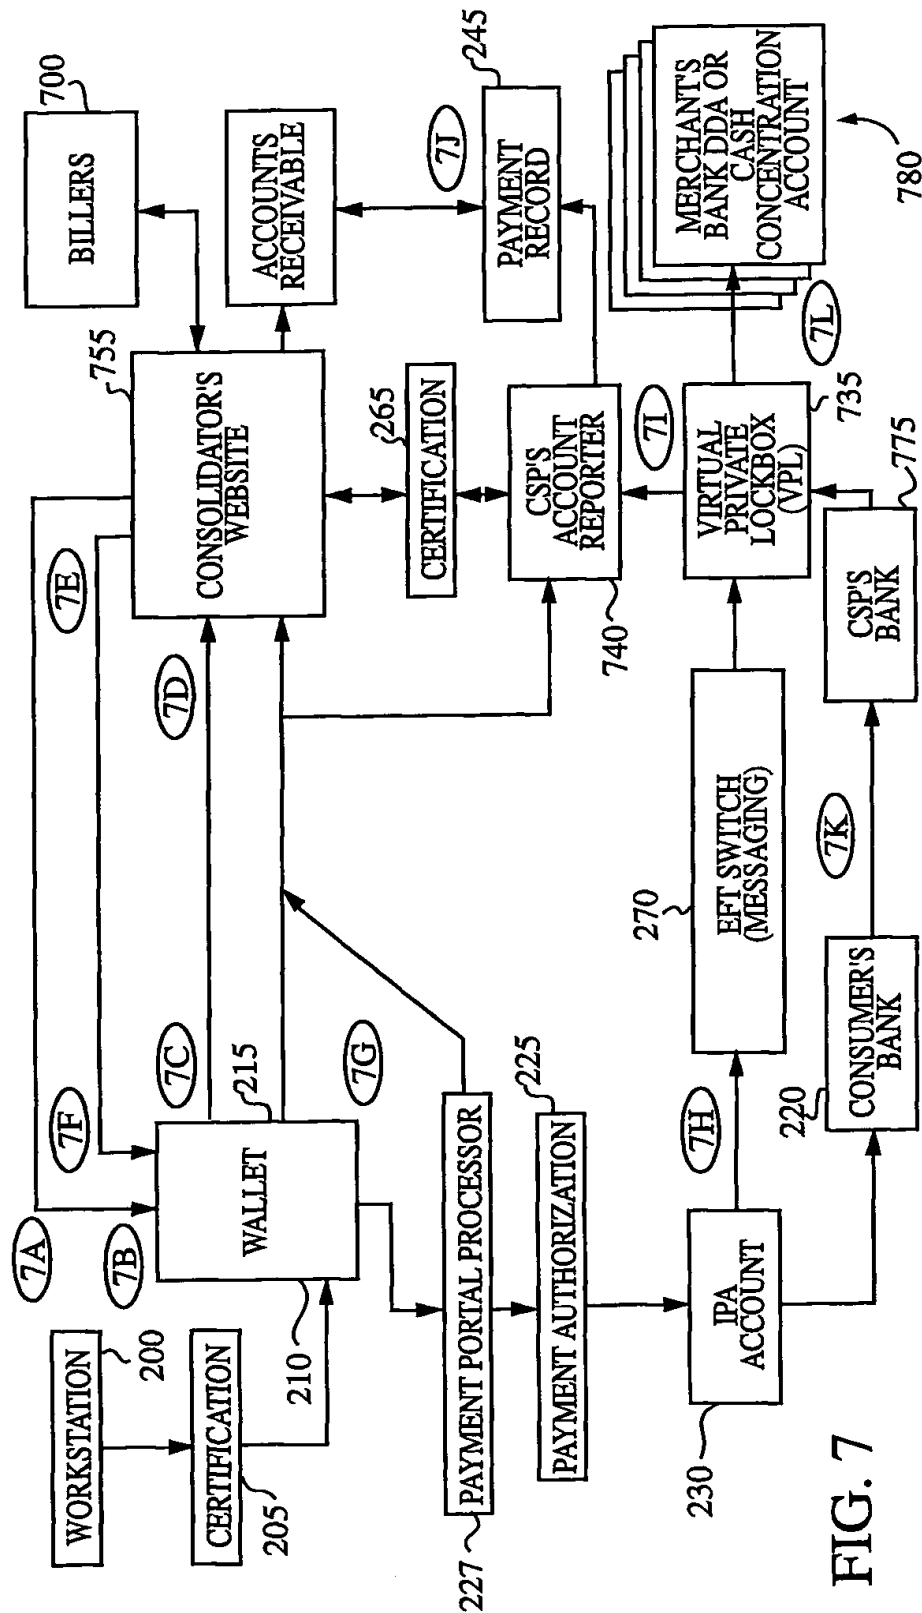 WORKSTATION
200
CERTIFICATION
205
7A
7B
7F
7E
WALLET
210
215
7C
7D
7G
CONSOLIDATOR'S
WEBSITE
755
BILLERS
700
ACCOUNTS
RECEIVABLE
7J
PAYMENT
RECORD
245
CERTIFICATION
265
CSP'S
ACCOUNT
REPORTER
740
7I
PAYMENT PORTAL PROCESSOR
227
PAYMENT AUTHORIZATION
225
IPA
ACCOUNT
230
7H
EFT SWITCH
(MESSAGING)
270
VIRTUAL
PRIVATE
LOCKBOX
(VPL)
735
7L
MERCHANT'S
BANK DDA OR
CASH
CONCENTRATION
ACCOUNT
780
CONSUMER'S
BANK
220
7K
CSP'S
BANK
775
FIG. 7